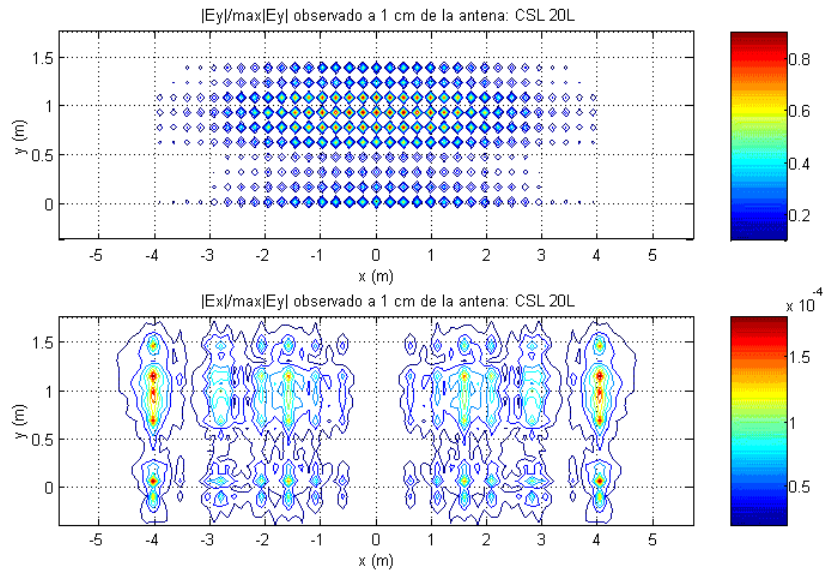 |Ey|/max|Ey| observado a 1 cm de la antena: CSL 20L
1.5
1
0.5
0
y (m)
-5 -4 -3 -2 -1 0 1 2 3 4 5
x (m)
0.8
0.6
0.4
0.2
|Ex|/max|Ey| observado a 1 cm de la antena: CSL 20L
x 10^-4
1.5
1
0.5
0
y (m)
-5 -4 -3 -2 -1 0 1 2 3 4 5
x (m)
1.5
1
0.5